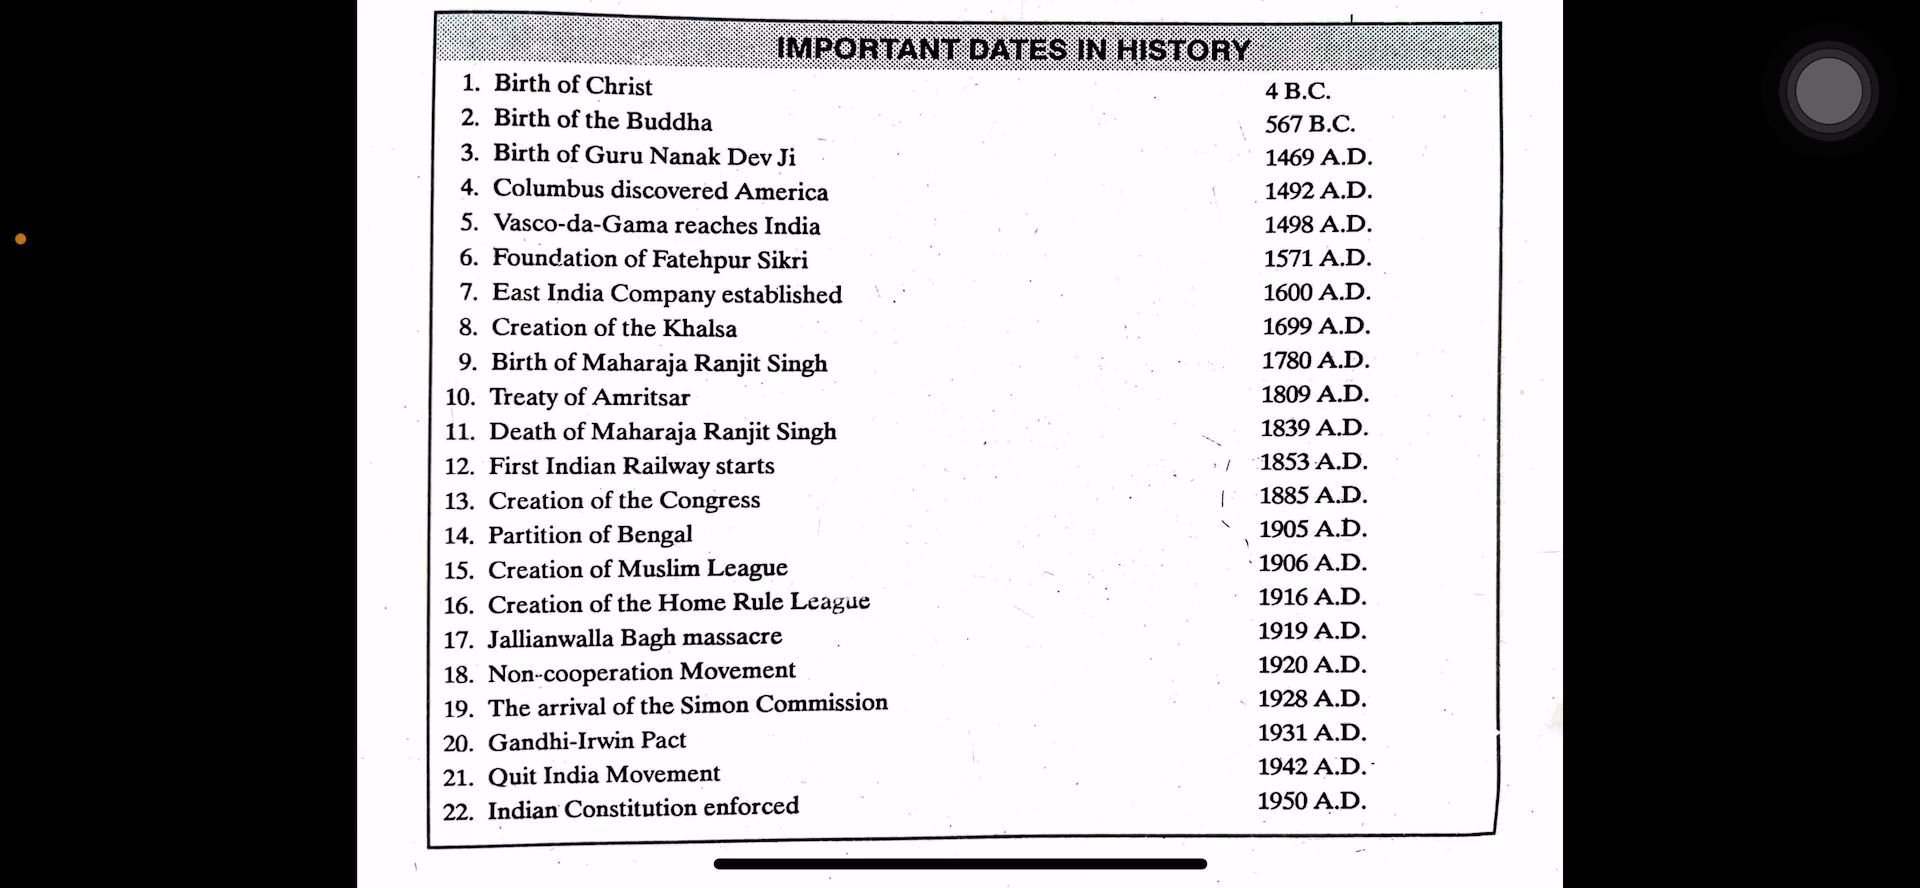 IMPORTANT DATES IN HISTORY
1. Birth of Christ 4 B.C.
2. Birth of the Buddha 567 B.C.
3. Birth of Guru Nanak Dev Ji 1469 A.D.
4. Columbus discovered America 1492 A.D.
5. Vasco-da-Gama reaches India 1498 A.D.
6. Foundation of Fatehpur Sikri 1571 A.D.
7. East India Company established 1600 A.D.
8. Creation of the Khalsa 1699 A.D.
9. Birth of Maharaja Ranjit Singh 1780 A.D.
10. Treaty of Amritsar 1809 A.D.
11. Death of Maharaja Ranjit Singh 1839 A.D.
12. First Indian Railway starts 1853 A.D.
13. Creation of the Congress 1885 A.D.
14. Partition of Bengal 1905 A.D.
15. Creation of Muslim League 1906 A.D.
16. Creation of the Home Rule League 1916 A.D.
17. Jallianwalla Bagh massacre 1919 A.D.
18. Non-cooperation Movement 1920 A.D.
19. The arrival of the Simon Commission 1928 A.D.
20. Gandhi-Irwin Pact 1931 A.D.
21. Quit India Movement 1942 A.D.
22. Indian Constitution enforced 1950 A.D.